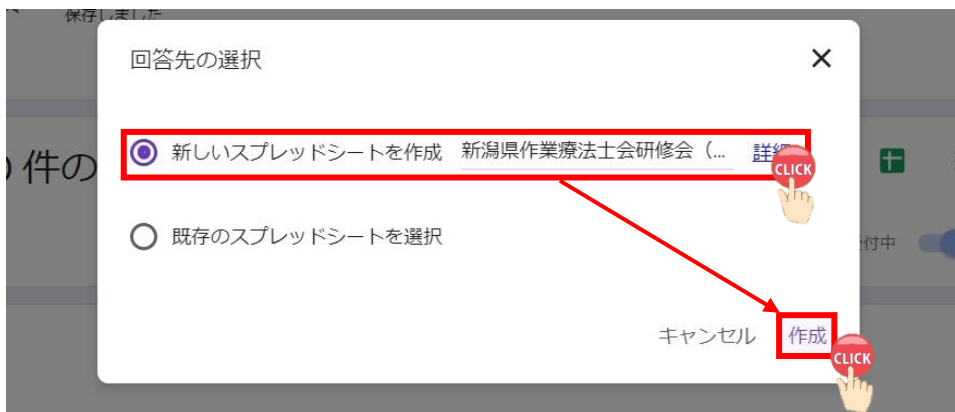 保存しました
回答先の選択
件の
新しいスプレッドシートを作成 新潟県作業療法士会研修会（... 詳細
CLICK
既存のスプレッドシートを選択
付中
キャンセル 作成
CLICK